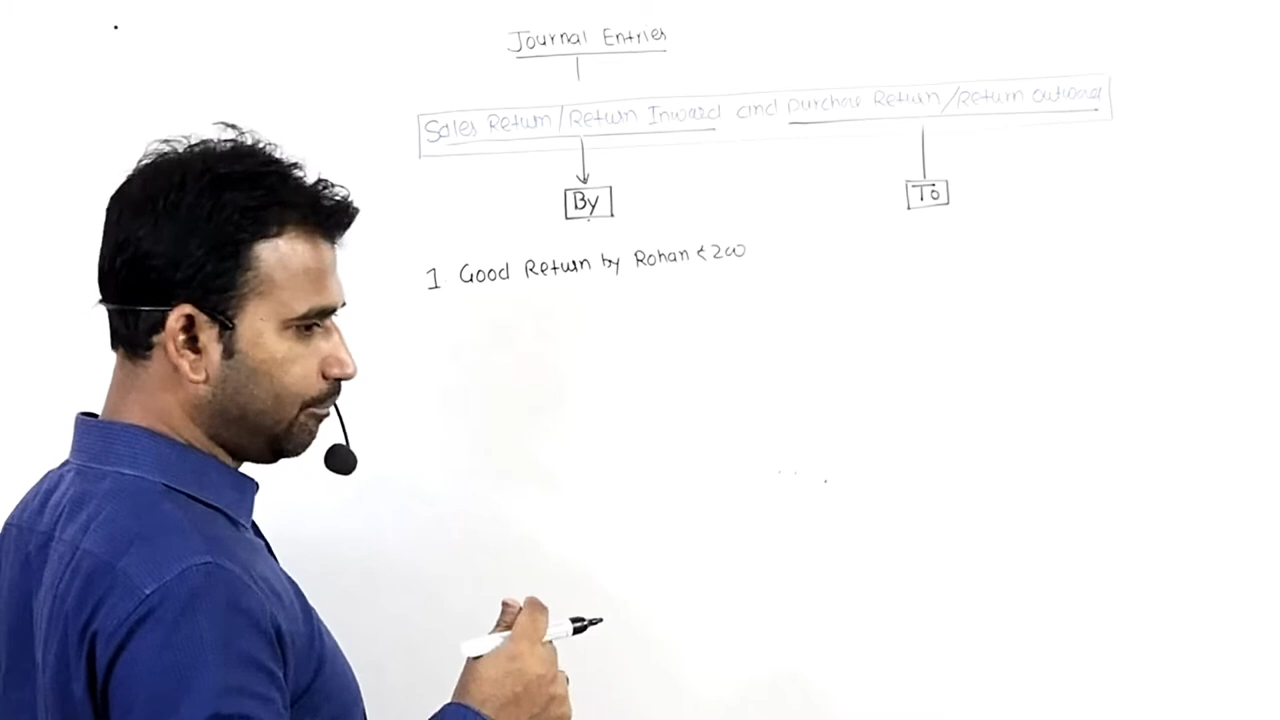 Journal Entries
Sales Return/Return Inward and purchase Return/Return outward
By
To
1. Good Return by Rohan ₹200